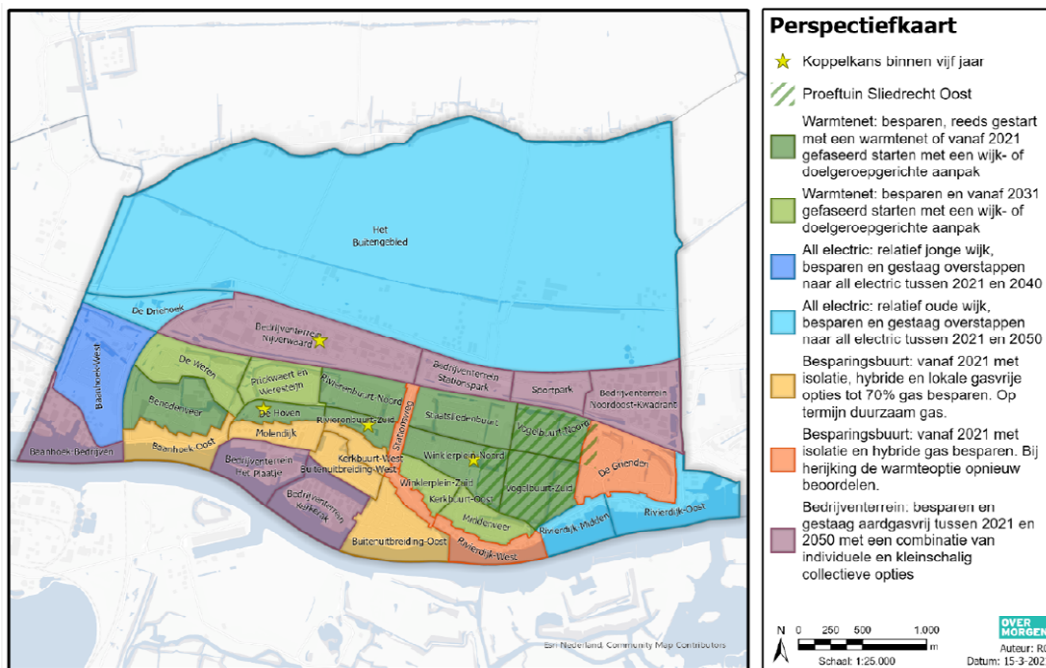 Perspectiefkaart
Koppelkans binnen vijf jaar
Proeftuin Sliedrecht Oost
Warmtenet: besparen, reeds gestart
met een warmtenet of vanaf 2021
gefaseerd starten met een wijk- of
doelgroepgerichte aanpak
Warmtenet: besparen en vanaf 2031
gefaseerd starten met een wijk- of
doelgroepgerichte aanpak
All electric: relatief jonge wijk,
besparen en gestaag overstappen
naar all electric tussen 2021 en 2040
All electric: relatief oude wijk,
besparen en gestaag overstappen
naar all electric tussen 2021 en 2050
Besparingsbuurt: vanaf 2021 met
isolatie, hybride en lokale gasvrije
opties tot 70% gas besparen. Op
termijn duurzaam gas.
Besparingsbuurt: vanaf 2021 met
isolatie en hybride gas besparen. Bij
herijking de warmteoptie opnieuw
beoordelen.
Bedrijventerrein: besparen en
gestaag aardgasvrij tussen 2021 en
2050 met een combinatie van
individuele en kleinschalig
collectieve opties
Het
Buitengebied
De Driehoek
Bedrijventerrein
Nijverwaard
Baanhoek-West
De Weren
Prickwaert en
Weresteijn
Rivierenbuurt-Noord
Bedrijventerrein
Stationspark
Sportpark
Bedrijventerrein
Noordoost-Kwadrant
Benedenveer
De Hoven
Rivierenbuurt-Zuid
Stationsweg
Staatsliedenbuurt
Vogelbuurt-Noord
Molendijk
Baanhoek-Oost
Baanhoek-Bedrijven
Bedrijventerrein
Het Plaatje
Kerkbuurt-West
Buitenuitbreiding-West
Winklerplein-Noord
Winklerplein-Zuid
Kerkbuurt-Oost
Vogelbuurt-Zuid
De Grienden
Bedrijventerrein
Kerkerak
Middelveer
Buitenuitbreiding-Oost
Rivierdijk-West
Rivierdijk-Midden
Rivierdijk-Oost
Esri Nederland, Community Map Contributors
N
0 250 500 1.000
m
Schaal: 1:25.000
OVER
MORGEN
Auteur:
Datum: